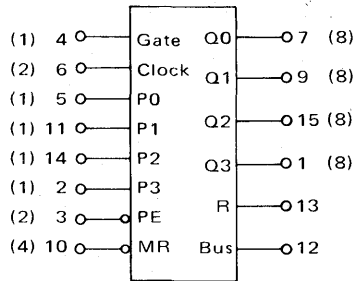 (1) 4 Gate Q0 7 (8)
(2) 6 Clock Q1 9 (8)
(1) 5 P0
(1) 11 P1 Q2 15 (8)
(1) 14 P2 Q3 1 (8)
(1) 2 P3 R 13
(2) 3 PE
(4) 10 MR Bus 12